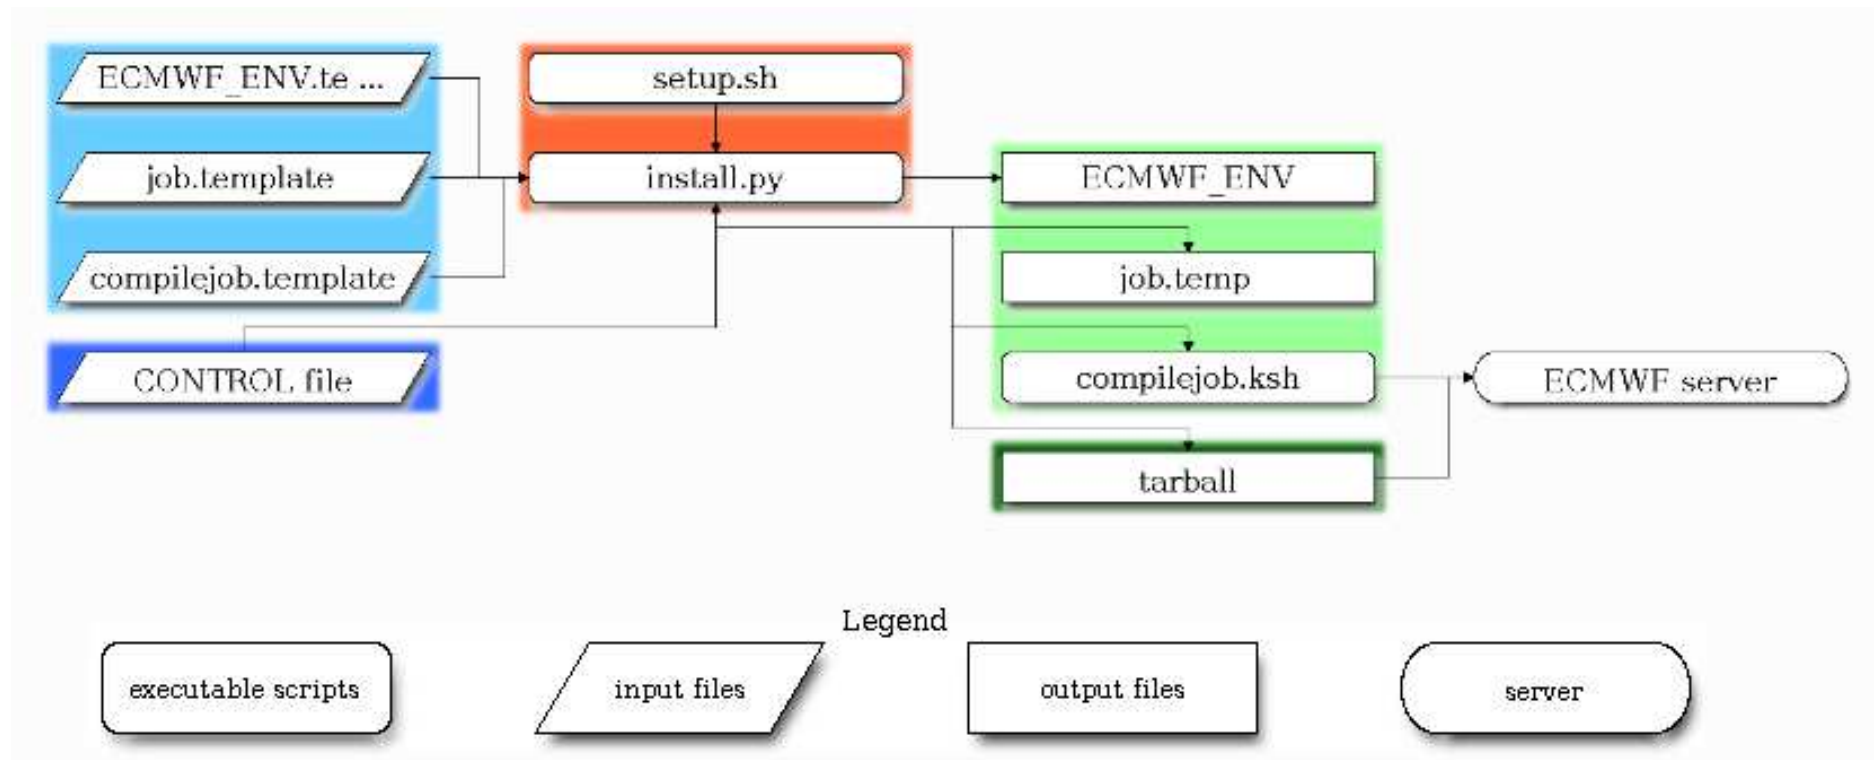 ECMWF_ENV.te ...
setup.sh
job.template
install.py
ECMWF_ENV
compilejob.template
job.temp
CONTROL file
compilejob.ksh
ECMWF server
tarball
Legend
executable scripts
input files
output files
server